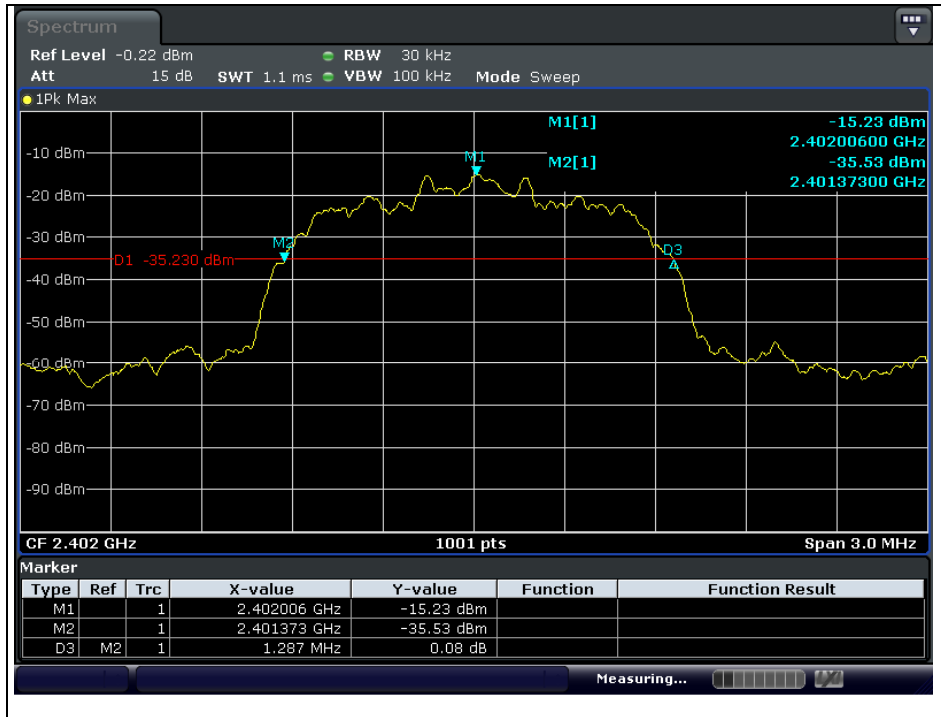 Spectrum
Ref Level -0.22 dBm RBW 30 kHz
Att 15 dB SWT 1.1 ms VBW 100 kHz Mode Sweep
1Pk Max
M1[1] -15.23 dBm
2.40200600 GHz
M2[1] -35.53 dBm
2.40137300 GHz
-10 dBm
M1
-20 dBm
-30 dBm
M2
D3
D1 -35.230 dBm
-40 dBm
-50 dBm
-60 dBm
-70 dBm
-80 dBm
-90 dBm
CF 2.402 GHz 1001 pts Span 3.0 MHz
Marker
Type Ref Trc X-value Y-value Function Function Result
M1 1 2.402006 GHz -15.23 dBm
M2 1 2.401373 GHz -35.53 dBm
D3 M2 1 1.287 MHz 0.08 dB
Measuring...